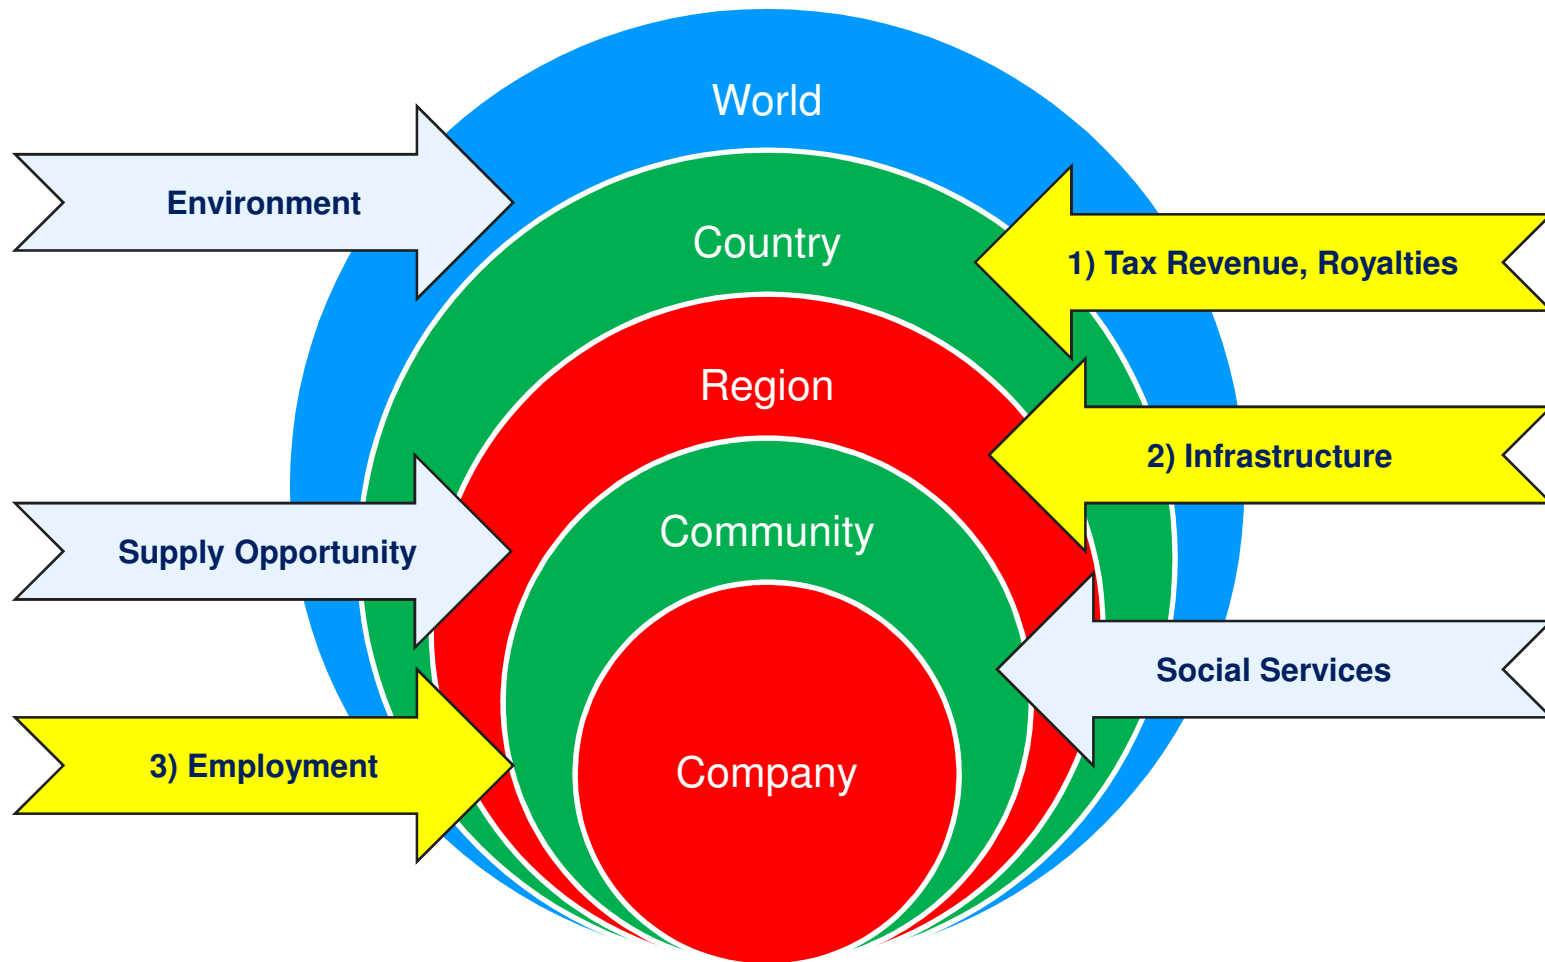 World
Environment
Country
1) Tax Revenue, Royalties
Region
2) Infrastructure
Community
Supply Opportunity
Social Services
3) Employment
Company